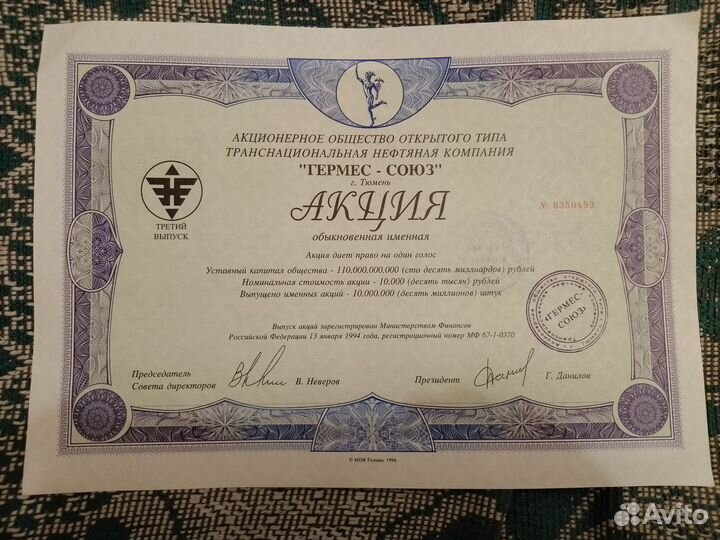 АКЦИОНЕРНОЕ ОБЩЕСТВО ОТКРЫТОГО ТИПА
ТРАНСНАЦИОНАЛЬНАЯ НЕФТЯНАЯ КОМПАНИЯ
"ГЕРМЕС - СОЮЗ"
г. Тюмень
АКЦИЯ
№ 9350493
обыкновенная именная
ТРЕТИЙ
ВЫПУСК
Акция дает право на один голос
Уставный капитал общества - 110.000.000.000 (сто десять миллиардов) рублей
Номинальная стоимость акции - 10.000 (десять тысяч) рублей
Выпущено именных акций - 10.000.000 (десять миллионов) штук
«ГЕРМЕС-
СОЮЗ»
Выпуск акций зарегистрирован Министерством Финансов
Российской Федерации 13 января 1994 года, регистрационный номер МФ 67-1-0370
Председатель
Совета директоров
В. Неверов
Президент
Г. Данилов
© МПФ Гознака. 1994.
Avito